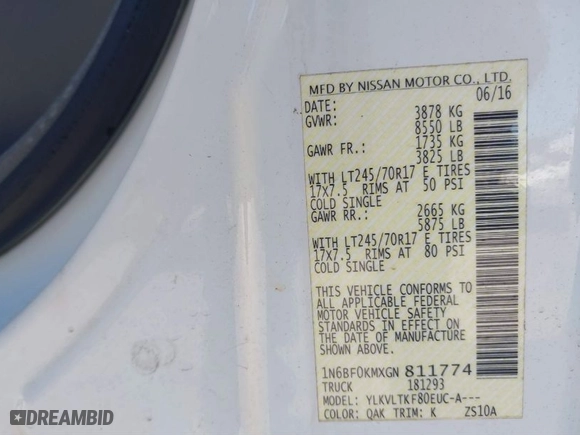 MFD BY NISSAN MOTOR CO., LTD.
DATE: 06/16
GVWR: 3878 KG
8550 LB
GAWR FR.: 1735 KG
3825 LB
WITH LT245/70R17 E TIRES
17X7.5 RIMS AT 50 PSI
COLD SINGLE
GAWR RR.: 2665 KG
5875 LB
WITH LT245/70R17 E TIRES
17X7.5 RIMS AT 80 PSI
COLD SINGLE
THIS VEHICLE CONFORMS TO
ALL APPLICABLE FEDERAL
MOTOR VEHICLE SAFETY
STANDARDS IN EFFECT ON
THE DATE OF MANUFACTURE
SHOWN ABOVE.
1N6BF0KMXGN 811774
TRUCK 181293
MODEL: YLKVLTKF80EUC-A---
COLOR: QAK TRIM: K ZS10A
DREAMBID